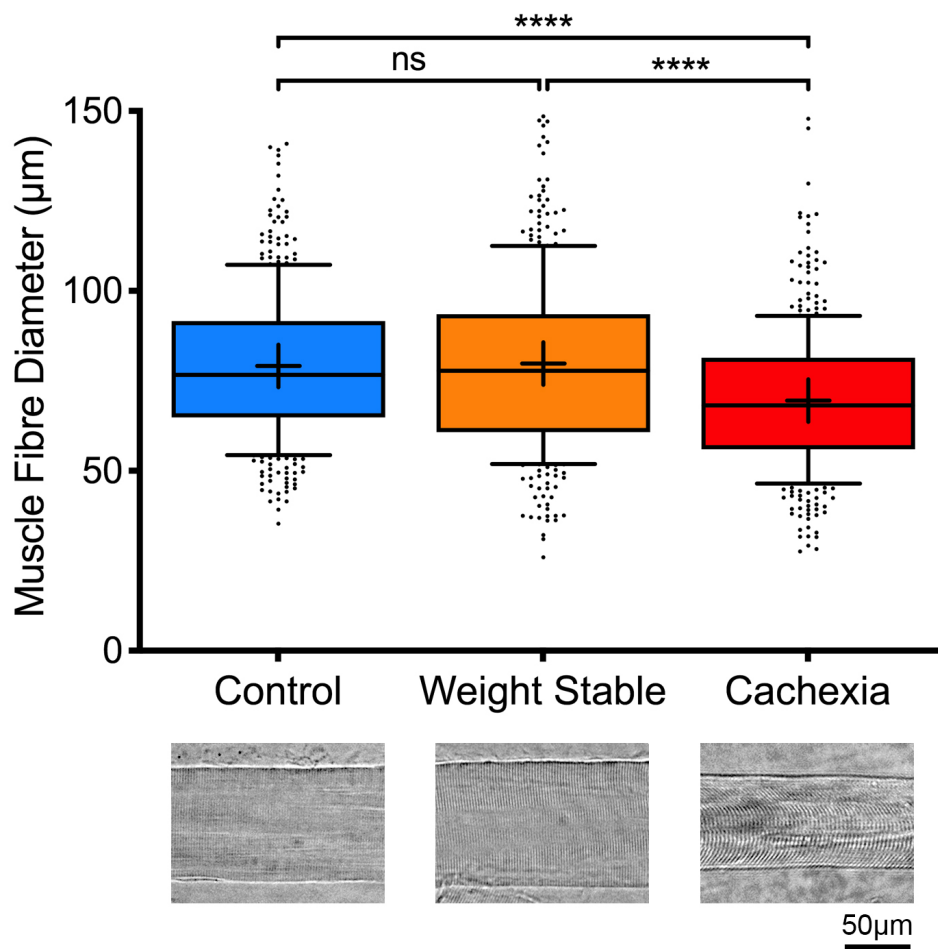 ****
ns
****
Muscle Fibre Diameter (µm)
150
100
50
0
Control
Weight Stable
Cachexia
50µm